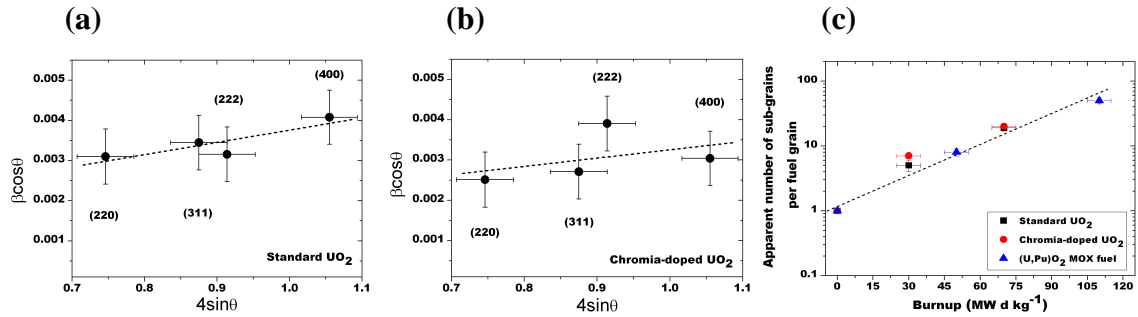 (a)
βcosθ
0.005
0.004
0.003
0.002
0.001
(220)
(311)
(222)
(400)
Standard UO2
0.7 0.8 0.9 1.0 1.1
4sinθ
(b)
βcosθ
0.005
0.004
0.003
0.002
0.001
(220)
(311)
(222)
(400)
Chromia-doped UO2
0.7 0.8 0.9 1.0 1.1
4sinθ
(c)
Apparent number of sub-grains
per fuel grain
100
10
1
0.1
Standard UO2
Chromia-doped UO2
(U,Pu)O2 MOX fuel
0 15 30 45 60 75 90 105 120
Burnup (MW d kg-1)